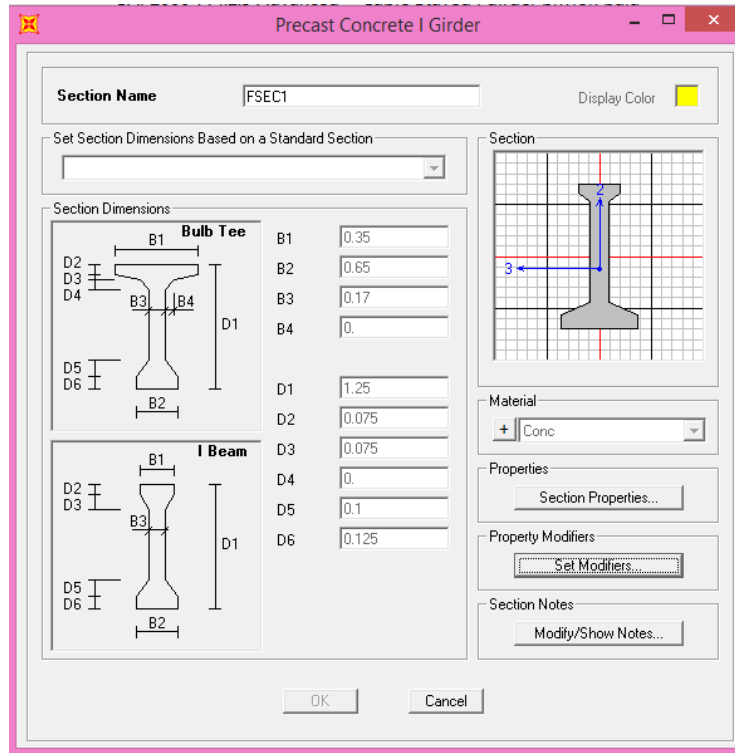 Precast Concrete I Girder
Section Name
FSEC1
Display Color
Set Section Dimensions Based on a Standard Section
Section Dimensions
Bulb Tee
B1
D2
D3
D4
B3
B4
D1
D5
D6
B2
I Beam
B1
D2
D3
B3
D1
D5
D6
B2
B1 0.35
B2 0.65
B3 0.17
B4 0.
D1 1.25
D2 0.075
D3 0.075
D4 0.
D5 0.1
D6 0.125
Section
2
3
Material
+ Conc
Properties
Section Properties...
Property Modifiers
Set Modifiers...
Section Notes
Modify/Show Notes...
OK
Cancel